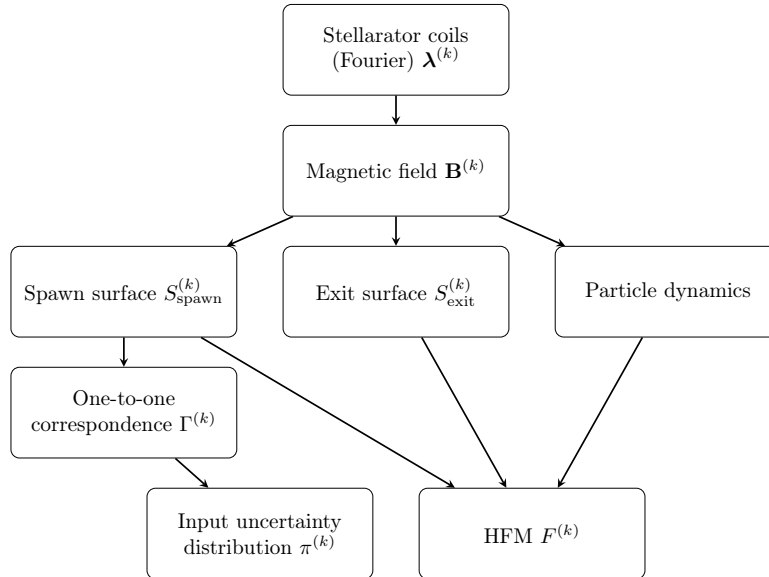 Stellarator coils
(Fourier) λ^(k)
Magnetic field B^(k)
Spawn surface S_spawn^(k)
Exit surface S_exit^(k)
Particle dynamics
One-to-one
correspondence Γ^(k)
Input uncertainty
distribution π^(k)
HFM F^(k)